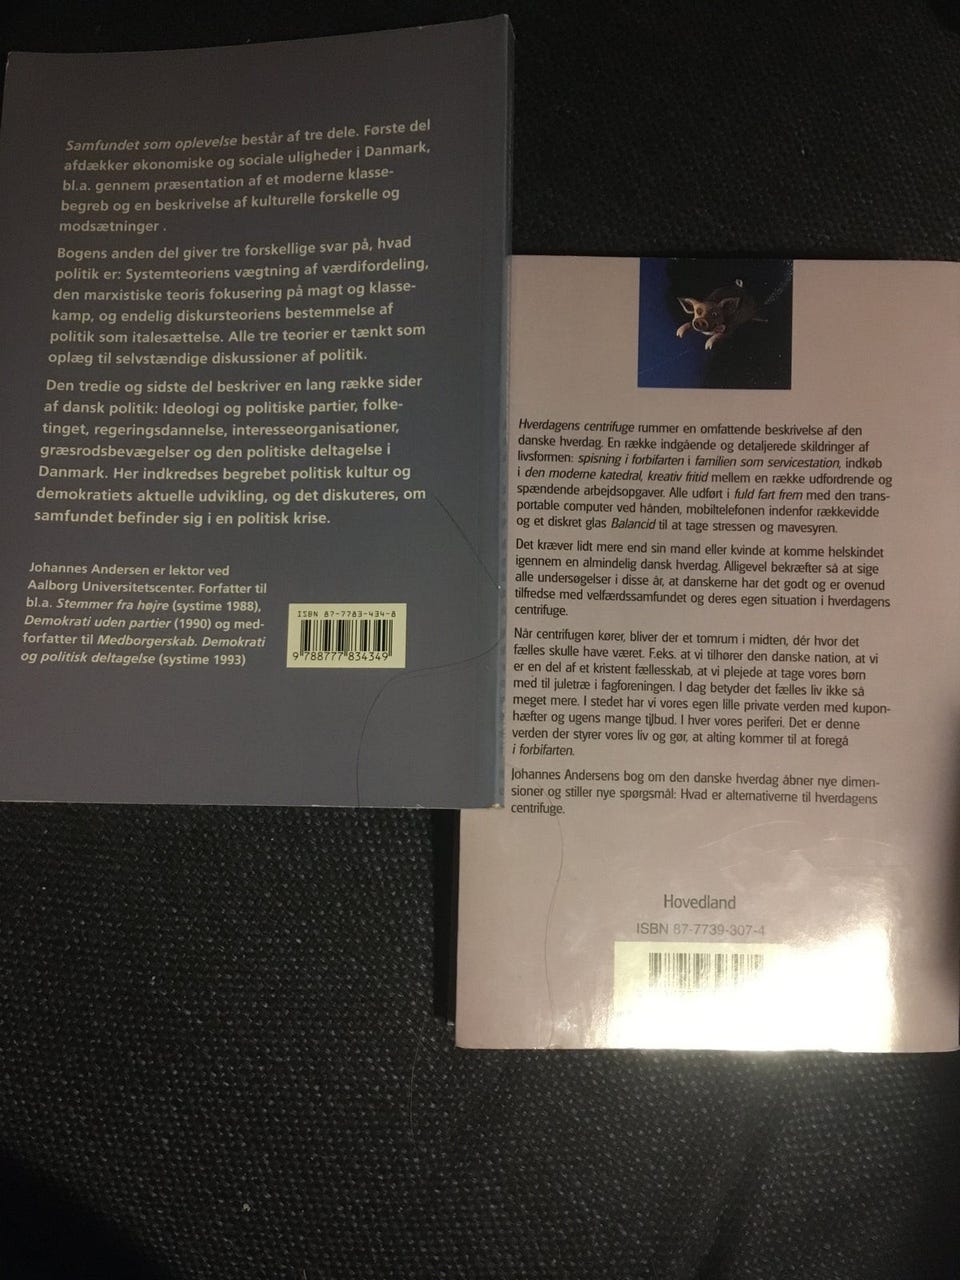 Samfundet som oplevelse består af tre dele. Første del
afdækker økonomiske og sociale uligheder i Danmark,
bl.a. gennem præsentation af et moderne klasse-
begreb og en beskrivelse af kulturelle forskelle og
modsætninger .
Bogens anden del giver tre forskellige svar på, hvad
politik er: Systemteoriens vægtning af værdifordeling,
den marxistiske teoris fokusering på magt og klasse-
kamp, og endelig diskursteoriens bestemmelse af
politik som italesættelse. Alle tre teorier er tænkt som
oplæg til selvstændige diskussioner af politik.
Den tredie og sidste del beskriver en lang række sider
af dansk politik: Ideologi og politiske partier, folke-
tinget, regeringsdannelse, interesseorganisationer,
græsrodsbevægelser og den politiske deltagelse i
Danmark. Her indkredses begrebet politisk kultur og
demokratiets aktuelle udvikling, og det diskuteres, om
samfundet befinder sig i en politisk krise.
Johannes Andersen er lektor ved
Aalborg Universitetscenter. Forfatter til
bl.a. Stemmer fra højre (systime 1988),
Demokrati uden partier (1990) og med-
forfatter til Medborgerskab. Demokrati
og politisk deltagelse (systime 1993)
ISBN 87-7783-434-8
9 788777 834349
Hverdagens centrifuge rummer en omfattende beskrivelse af den
danske hverdag. En række indgående og detaljerede skildringer af
livsformen: spisning i forbifarten i familien som servicestation, indkøb
i den moderne katedral, kreativ fritid mellem en række udfordrende og
spændende arbejdsopgaver. Alle udført i fuld fart frem med den trans-
portable computer ved hånden, mobiltelefonen indenfor rækkevidde
og et diskret glas Balancid til at tage stressen og mavesyren.
Det kræver lidt mere end sin mand eller kvinde at komme helskindet
igennem en almindelig dansk hverdag. Alligevel bekræfter så at sige
alle undersøgelser i disse år, at danskerne har det godt og er ovenud
tilfredse med velfærdssamfundet og deres egen situation i hverdagens
centrifuge.
Når centrifugen kører, bliver der et tomrum i midten, dér hvor det
fælles skulle have været. F.eks. at vi tilhører den danske nation, at vi
er en del af et kristent fællesskab, at vi plejede at tage vores børn
med til juletræ i fagforeningen. I dag betyder det fælles liv ikke så
meget mere. I stedet har vi vores egen lille private verden med kupon-
hæfter og ugens mange tilbud. I hver vores periferi. Det er denne
verden der styrer vores liv og gør, at alting kommer til at foregå
i forbifarten.
Johannes Andersens bog om den danske hverdag åbner nye dimen-
sioner og stiller nye spørgsmål: Hvad er alternativerne til hverdagens
centrifuge.
Hovedland
ISBN 87-7739-307-4